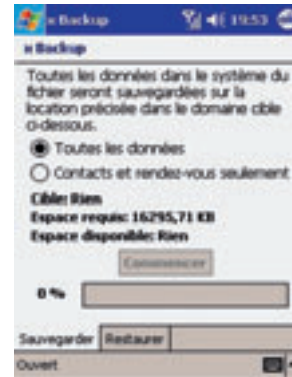 n Backup 19:53
n Backup
Toutes les données dans le système du
fichier seront sauvegardées sur la
location précisée dans le domaine cible
ci-dessous.
Toutes les données
Contacts et rendez-vous seulement
Cible: Rien
Espace requis: 16295,71 KB
Espace disponible: Rien
Commencer
0 %
Sauvegarder Restaurer
Ouvert